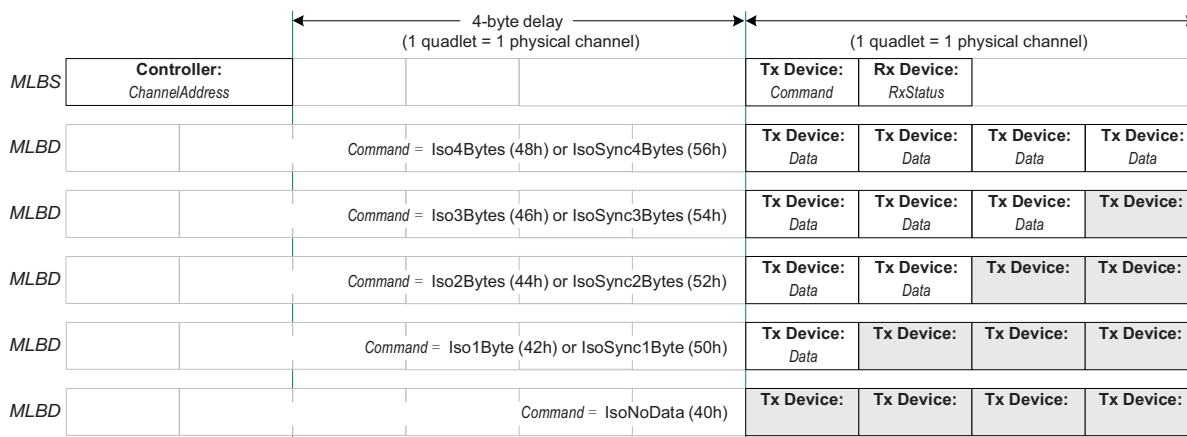 4-byte delay
(1 quadlet = 1 physical channel) (1 quadlet = 1 physical channel)
MLBS Controller: Tx Device: Rx Device:
ChannelAddress Command RxStatus
MLBD Command = Iso4Bytes (48h) or IsoSync4Bytes (56h) Tx Device: Tx Device: Tx Device: Tx Device:
Data Data Data Data
MLBD Command = Iso3Bytes (46h) or IsoSync3Bytes (54h) Tx Device: Tx Device: Tx Device: Tx Device:
Data Data Data
MLBD Command = Iso2Bytes (44h) or IsoSync2Bytes (52h) Tx Device: Tx Device: Tx Device: Tx Device:
Data Data
MLBD Command = Iso1Byte (42h) or IsoSync1Byte (50h) Tx Device: Tx Device: Tx Device: Tx Device:
Data
MLBD Command = IsoNoData (40h) Tx Device: Tx Device: Tx Device: Tx Device: